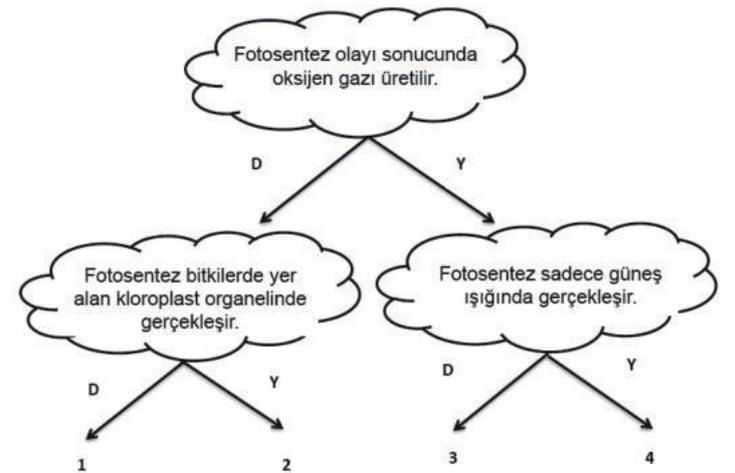 Fotosentez olayı sonucunda
oksijen gazı üretilir.
D
Y
Fotosentez bitkilerde yer
alan kloroplast organelinde
gerçekleşir.
Fotosentez sadece güneş
ışığında gerçekleşir.
D
Y
D
Y
1
2
3
4